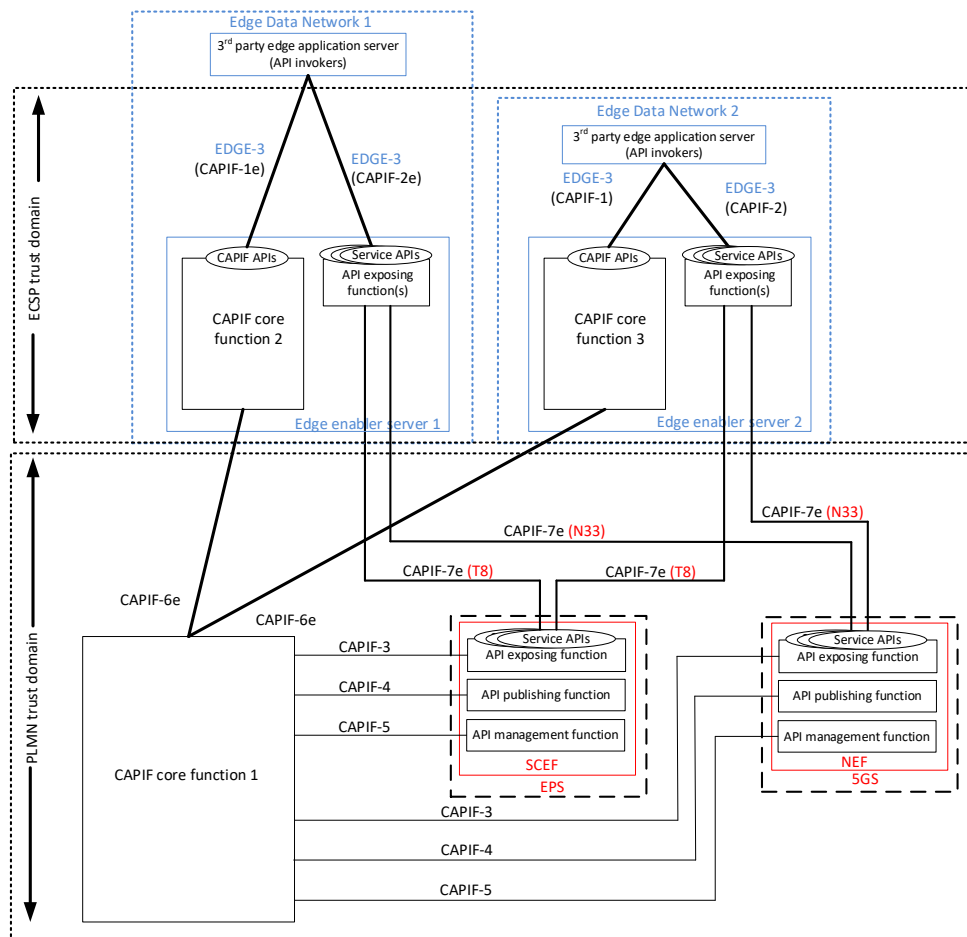 Edge Data Network 1
3rd party edge application server
(API invokers)
Edge Data Network 2
3rd party edge application server
(API invokers)
EDGE-3
(CAPIF-1e)
EDGE-3
(CAPIF-2e)
EDGE-3
(CAPIF-1)
EDGE-3
(CAPIF-2)
ECSP trust domain
CAPIF APIs
Service APIs
API exposing
function(s)
CAPIF core
function 2
Edge enabler server 1
CAPIF APIs
Service APIs
API exposing
function(s)
CAPIF core
function 3
Edge enabler server 2
PLMN trust domain
CAPIF-7e (N33)
CAPIF-7e (N33)
CAPIF-7e (T8)
CAPIF-7e (T8)
CAPIF-6e
CAPIF-6e
CAPIF core function 1
CAPIF-3
CAPIF-4
CAPIF-5
Service APIs
API exposing function
API publishing function
API management function
SCEF
EPS
Service APIs
API exposing function
API publishing function
API management function
NEF
5GS
CAPIF-3
CAPIF-4
CAPIF-5